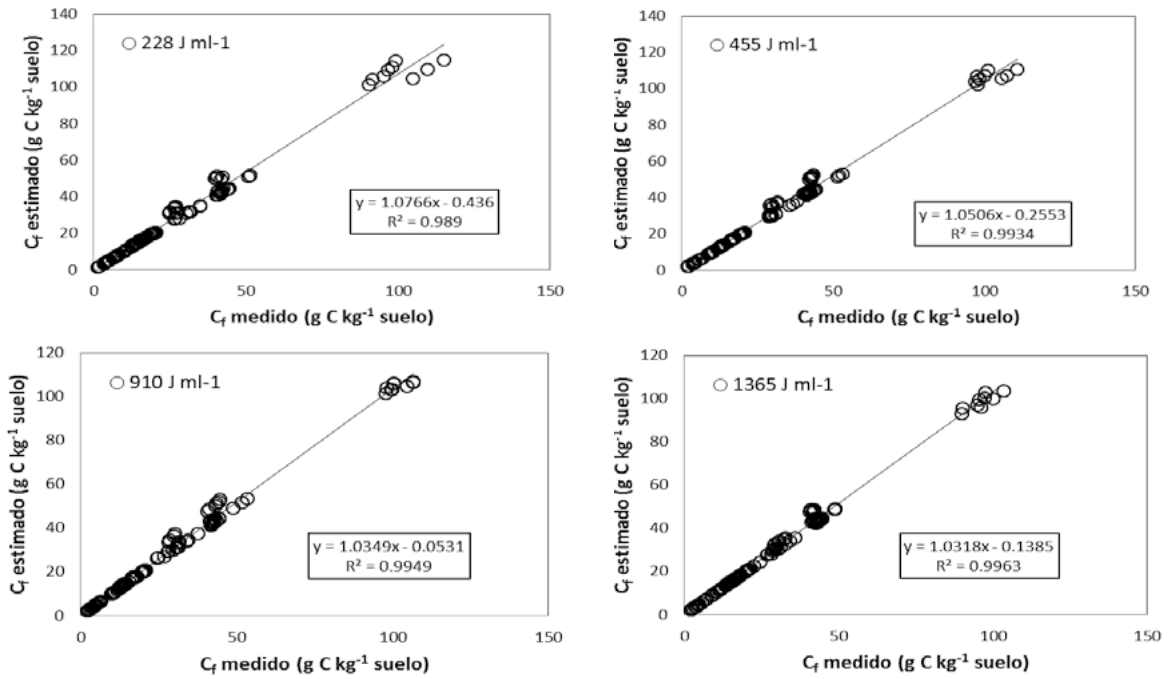 140
120
100
80
60
40
20
0
228 J ml-1
y = 1.0766x - 0.436
R² = 0.989
0 50 100 150
Cf estimado (g C kg⁻¹ suelo)
Cf medido (g C kg⁻¹ suelo)
140
120
100
80
60
40
20
0
455 J ml-1
y = 1.0506x - 0.2553
R² = 0.9934
0 50 100 150
Cf estimado (g C kg⁻¹ suelo)
Cf medido (g C kg⁻¹ suelo)
120
100
80
60
40
20
0
910 J ml-1
y = 1.0349x - 0.0531
R² = 0.9949
0 50 100 150
Cf estimado (g C kg⁻¹ suelo)
Cf medido (g C kg⁻¹ suelo)
120
100
80
60
40
20
0
1365 J ml-1
y = 1.0318x - 0.1385
R² = 0.9963
0 50 100 150
Cf estimado (g C kg⁻¹ suelo)
Cf medido (g C kg⁻¹ suelo)